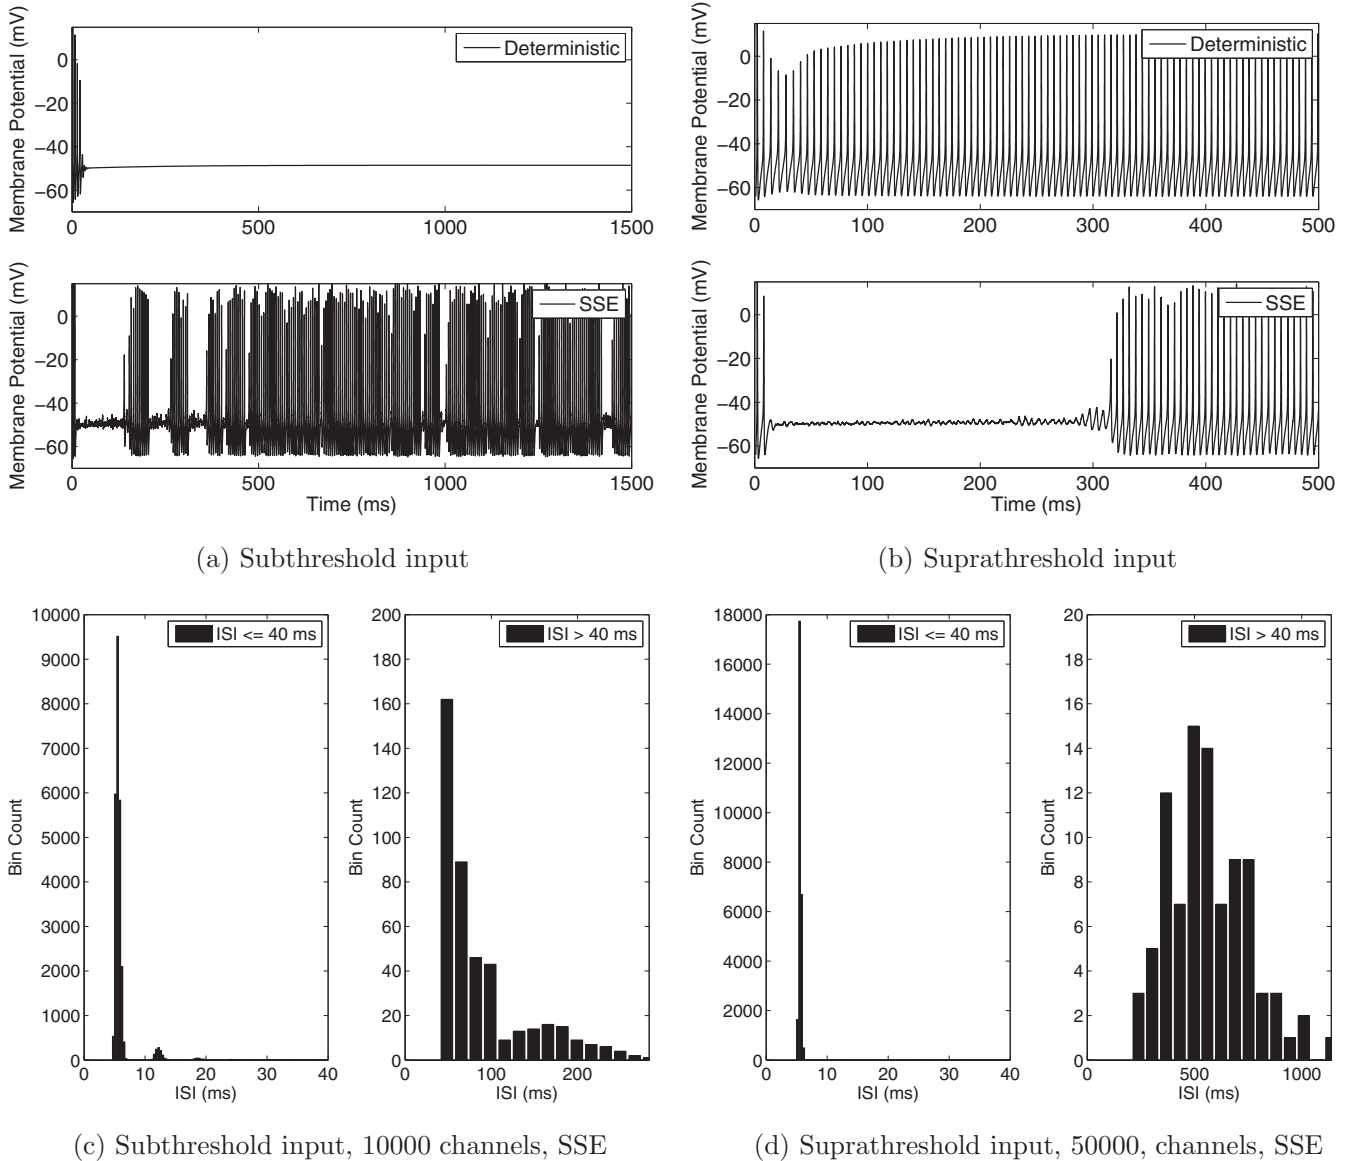 Membrane Potential (mV)
0
−20
−40
−60
Deterministic
0 500 1000 1500
Membrane Potential (mV)
0
−20
−40
−60
SSE
0 500 1000 1500
Time (ms)
(a) Subthreshold input
Membrane Potential (mV)
0
−20
−40
−60
Deterministic
0 100 200 300 400 500
Membrane Potential (mV)
0
−20
−40
−60
SSE
0 100 200 300 400 500
Time (ms)
(b) Suprathreshold input
Bin Count
10000
9000
8000
7000
6000
5000
4000
3000
2000
1000
0
ISI <= 40 ms
0 10 20 30 40
ISI (ms)
Bin Count
200
180
160
140
120
100
80
60
40
20
0
ISI > 40 ms
0 100 200
ISI (ms)
(c) Subthreshold input, 10000 channels, SSE
Bin Count
18000
16000
14000
12000
10000
8000
6000
4000
2000
0
ISI <= 40 ms
0 10 20 30 40
ISI (ms)
Bin Count
20
18
16
14
12
10
8
6
4
2
0
ISI > 40 ms
0 500 1000
ISI (ms)
(d) Suprathreshold input, 50000, channels, SSE